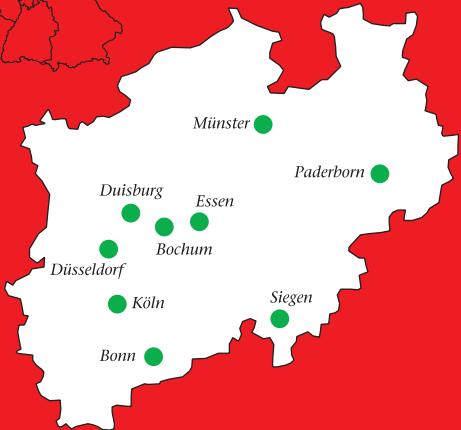 Münster
Paderborn
Duisburg
Essen
Bochum
Düsseldorf
Köln
Siegen
Bonn